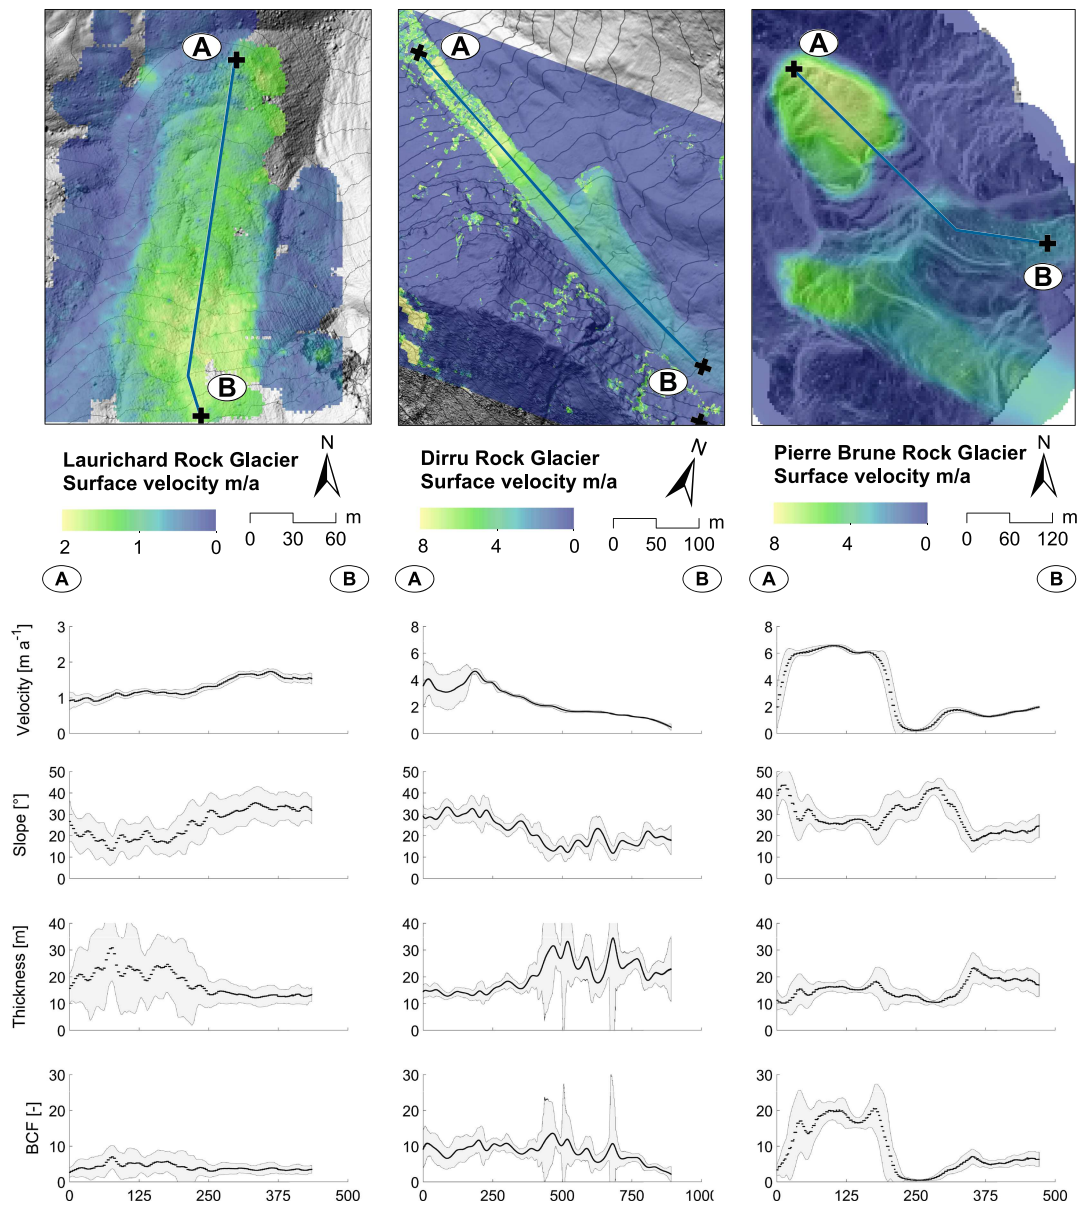 A
B
A
B
A
B
Laurichard Rock Glacier
Surface velocity m/a
N
2 1 0
0 30 60 m
Dirru Rock Glacier
Surface velocity m/a
N
8 4 0
0 50 100 m
Pierre Brune Rock Glacier
Surface velocity m/a
N
8 4 0
0 60 120 m
A B A B A B
Velocity [m a-1]
3
2
1
0
8
6
4
2
0
8
6
4
2
0
Slope [°]
50
40
30
20
10
0
50
40
30
20
10
0
50
40
30
20
10
0
Thickness [m]
40
30
20
10
0
40
30
20
10
0
40
30
20
10
0
BCF [-]
30
20
10
0
30
20
10
0
30
20
10
0
0 125 250 375 500
0 250 500 750 100
0 125 250 375 500